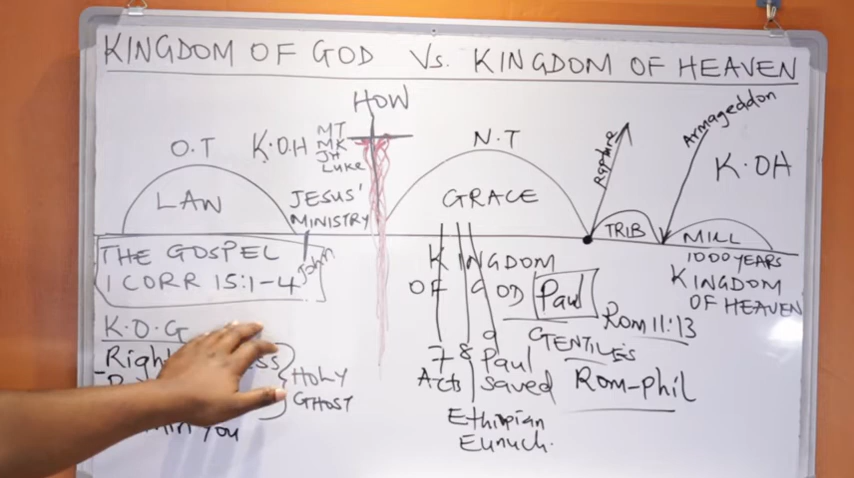 KINGDOM OF GOD Vs. KINGDOM OF HEAVEN
HOW
O.T
LAW
K.O.H
MT
MK
JH
LUKE
JESUS'
MINISTRY
John
N.T
GRACE
Rapture
TRIB
Armageddon
K.OH
MILL
1000 YEARS
KINGDOM
OF HEAVEN
THE GOSPEL
1 CORR 15:1-4
K.O.G
you
HOLY
GHOST
KINGDOM
OF GOD
Paul
Rom 11:13
GENTILES
7 8 9
Acts
Paul
saved
Rom-phil
Ethiopian
Eunuch.